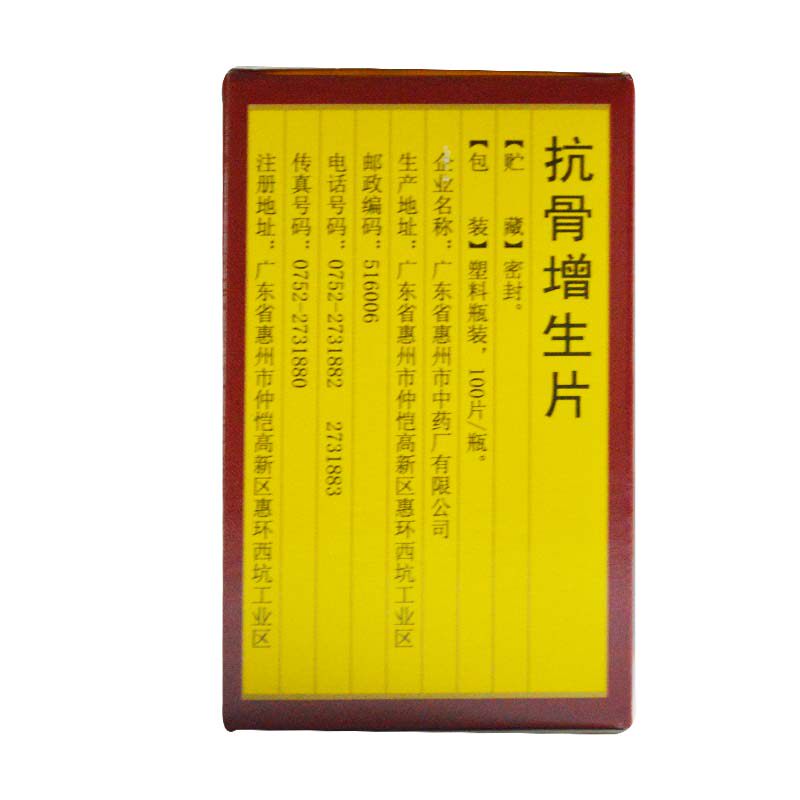 抗骨增生片
【贮 藏】密封。
【包 装】塑料瓶装，100片/瓶。
企业名称：广东省惠州市中药厂有限公司
生产地址：广东省惠州市仲恺高新区惠环西坑工业区
邮政编码：516006
电话号码：0752-2731882 2731883
传真号码：0752-2731880
注册地址：广东省惠州市仲恺高新区惠环西坑工业区